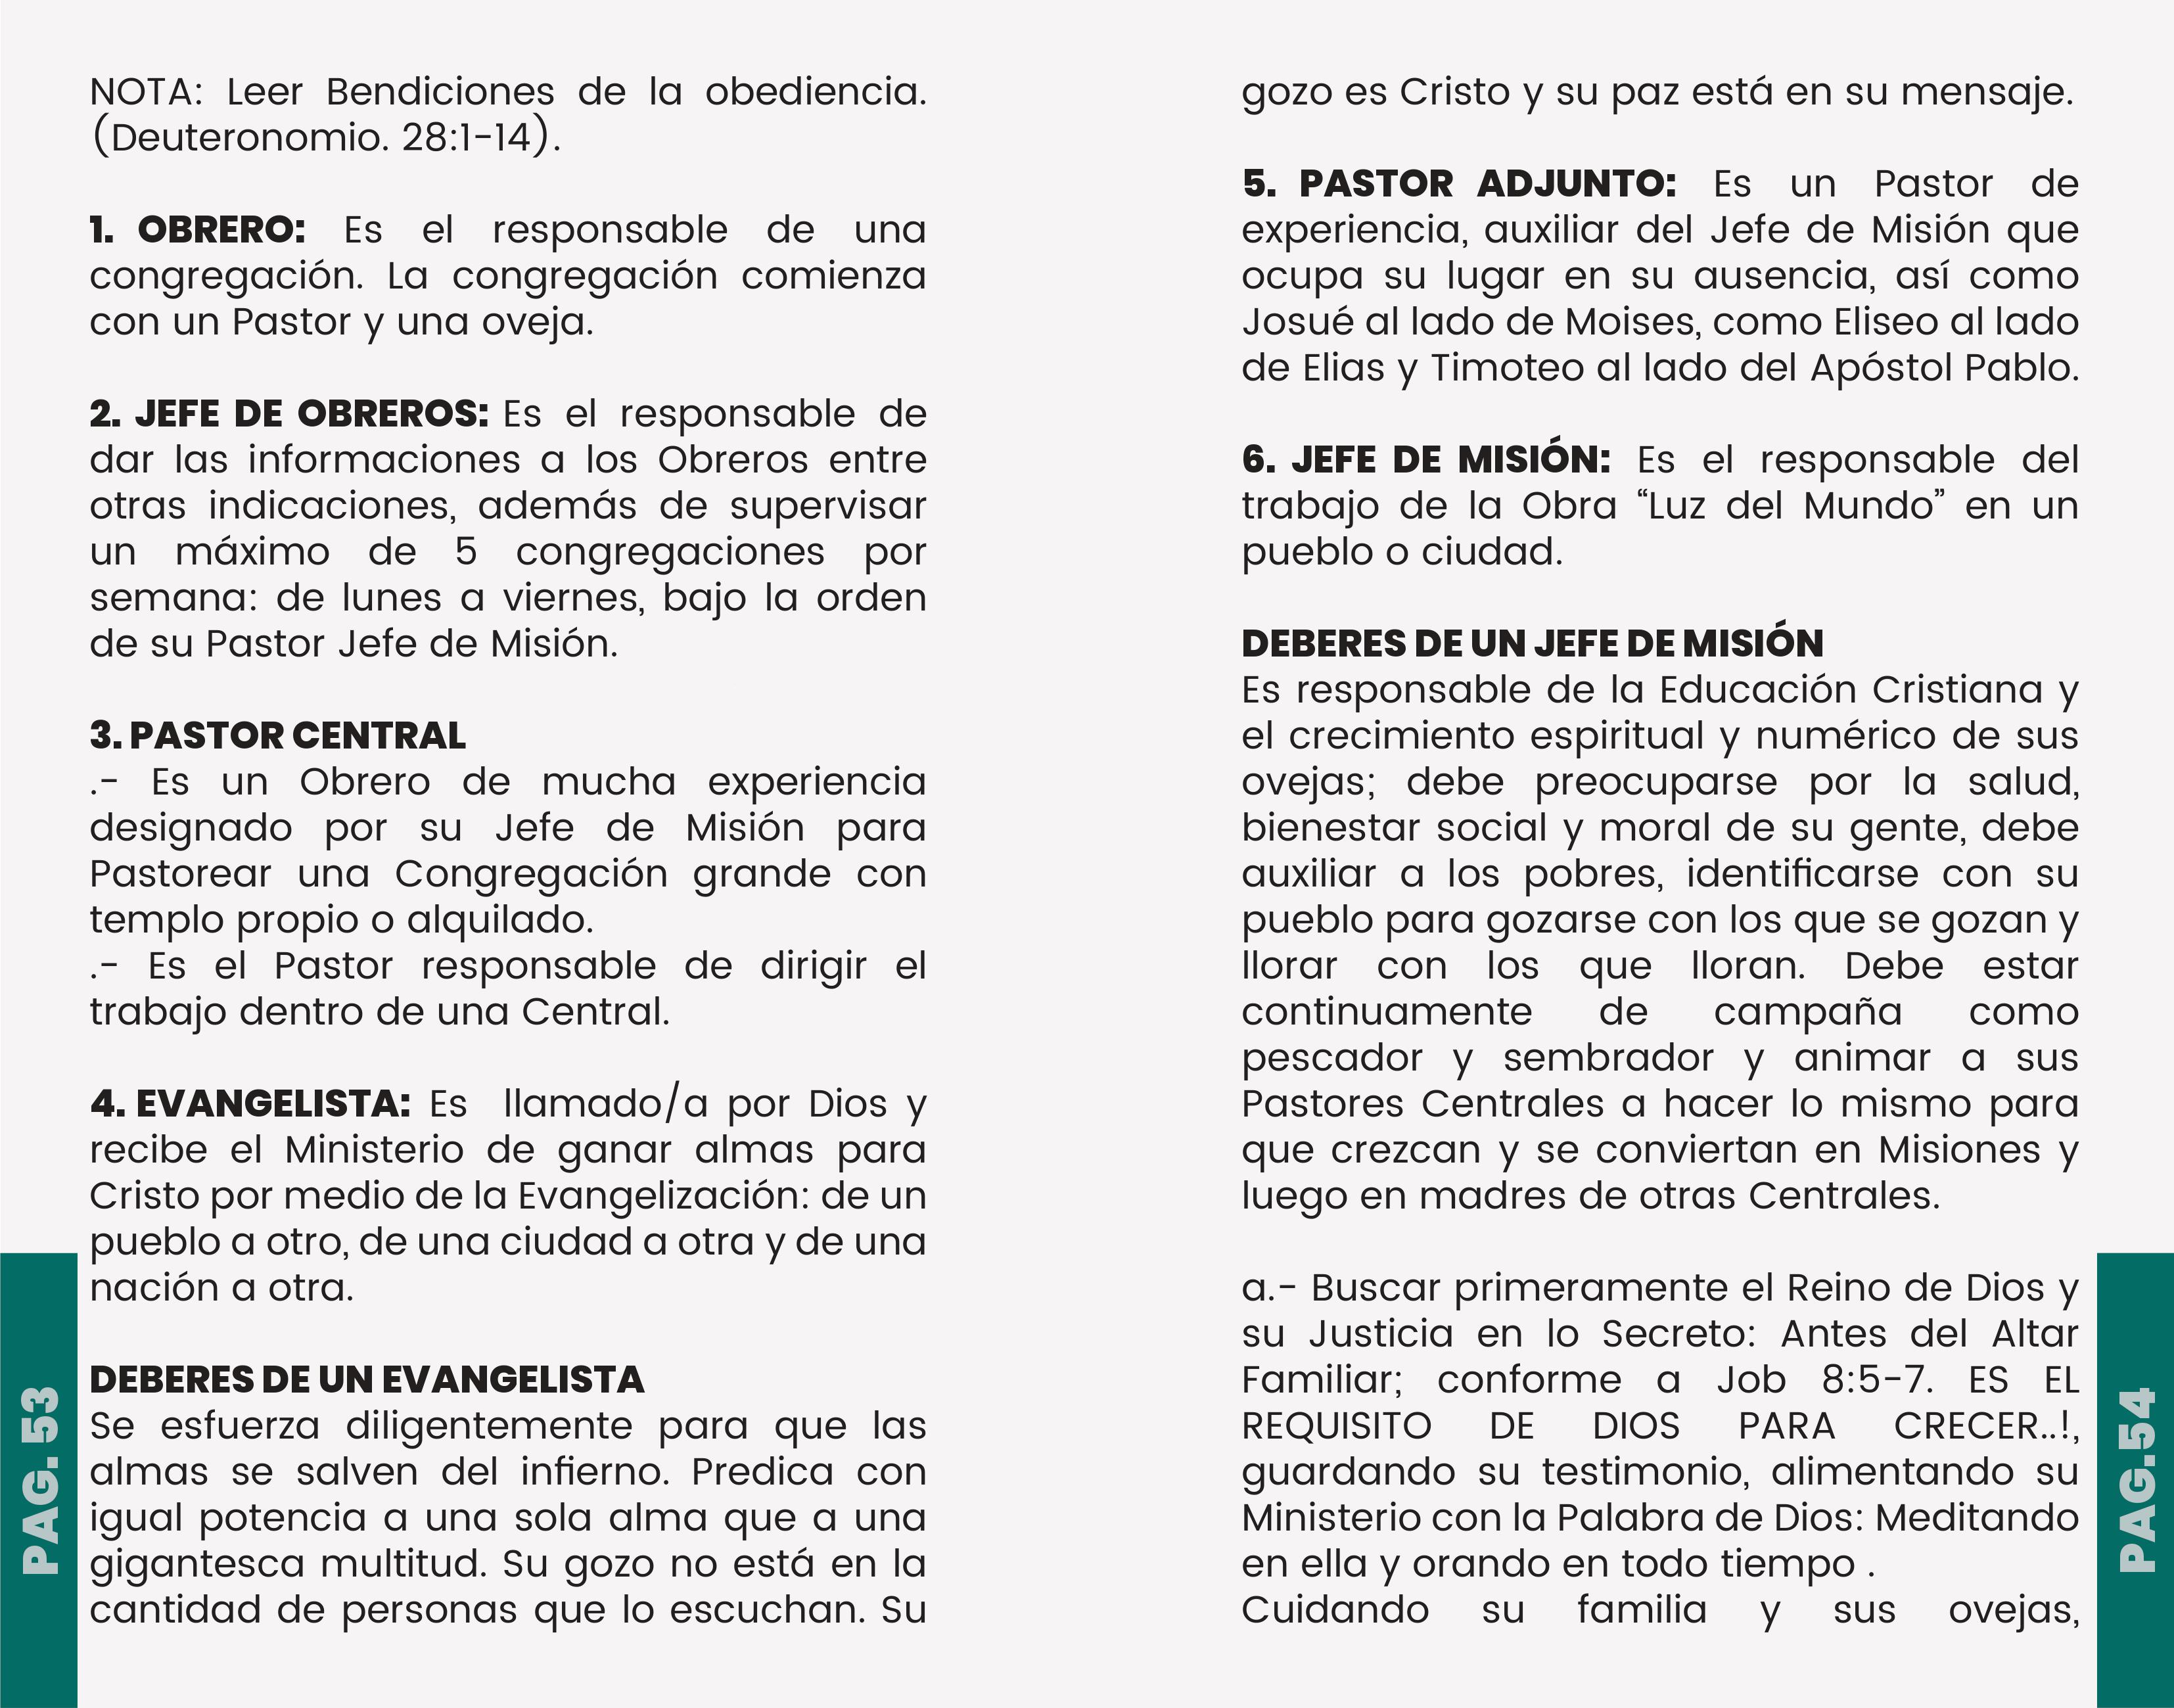 NOTA: Leer Bendiciones de la obediencia.
(Deuteronomio. 28:1-14).
1. OBRERO: Es el responsable de una
congregación. La congregación comienza
con un Pastor y una oveja.
2. JEFE DE OBREROS: Es el responsable de
dar las informaciones a los Obreros entre
otras indicaciones, además de supervisar
un máximo de 5 congregaciones por
semana: de lunes a viernes, bajo la orden
de su Pastor Jefe de Misión.
3. PASTOR CENTRAL
.- Es un Obrero de mucha experiencia
designado por su Jefe de Misión para
Pastorear una Congregación grande con
templo propio o alquilado.
.- Es el Pastor responsable de dirigir el
trabajo dentro de una Central.
4. EVANGELISTA: Es llamado/a por Dios y
recibe el Ministerio de ganar almas para
Cristo por medio de la Evangelización: de un
pueblo a otro, de una ciudad a otra y de una
nación a otra.
DEBERES DE UN EVANGELISTA
Se esfuerza diligentemente para que las
almas se salven del infierno. Predica con
igual potencia a una sola alma que a una
gigantesca multitud. Su gozo no está en la
cantidad de personas que lo escuchan. Su
PAG. 53
gozo es Cristo y su paz está en su mensaje.
5. PASTOR ADJUNTO: Es un Pastor de
experiencia, auxiliar del Jefe de Misión que
ocupa su lugar en su ausencia, así como
Josué al lado de Moises, como Eliseo al lado
de Elias y Timoteo al lado del Apóstol Pablo.
6. JEFE DE MISIÓN: Es el responsable del
trabajo de la Obra “Luz del Mundo” en un
pueblo o ciudad.
DEBERES DE UN JEFE DE MISIÓN
Es responsable de la Educación Cristiana y
el crecimiento espiritual y numérico de sus
ovejas; debe preocuparse por la salud,
bienestar social y moral de su gente, debe
auxiliar a los pobres, identificarse con su
pueblo para gozarse con los que se gozan y
llorar con los que lloran. Debe estar
continuamente de campaña como
pescador y sembrador y animar a sus
Pastores Centrales a hacer lo mismo para
que crezcan y se conviertan en Misiones y
luego en madres de otras Centrales.
a.- Buscar primeramente el Reino de Dios y
su Justicia en lo Secreto: Antes del Altar
Familiar; conforme a Job 8:5-7. ES EL
REQUISITO DE DIOS PARA CRECER..!,
guardando su testimonio, alimentando su
Ministerio con la Palabra de Dios: Meditando
en ella y orando en todo tiempo .
Cuidando su familia y sus ovejas,
PAG.54